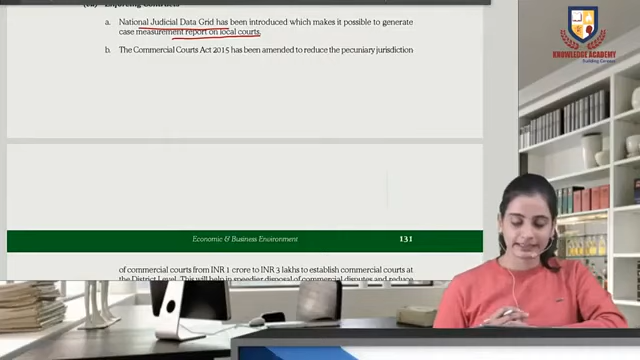 (ca) Enforcing Contracts
a. National Judicial Data Grid has been introduced which makes it possible to generate
case measurement report on local courts.
b. The Commercial Courts Act 2015 has been amended to reduce the pecuniary jurisdiction
Economic & Business Environment 131
of commercial courts from INR 1 crore to INR 3 lakhs to establish commercial courts at
the District Level. This will help in speedier disposal of commercial disputes and reduce
KNOWLEDGE ACADEMY